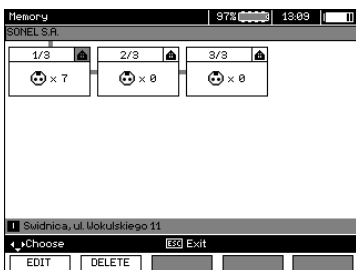 Memory 97% 13:09
SONEL S.A.
1/3 2/3 3/3
x 7 x 0 x 0
Swidnica, ul. Wokulskiego 11
Choose ESC Exit
EDIT DELETE